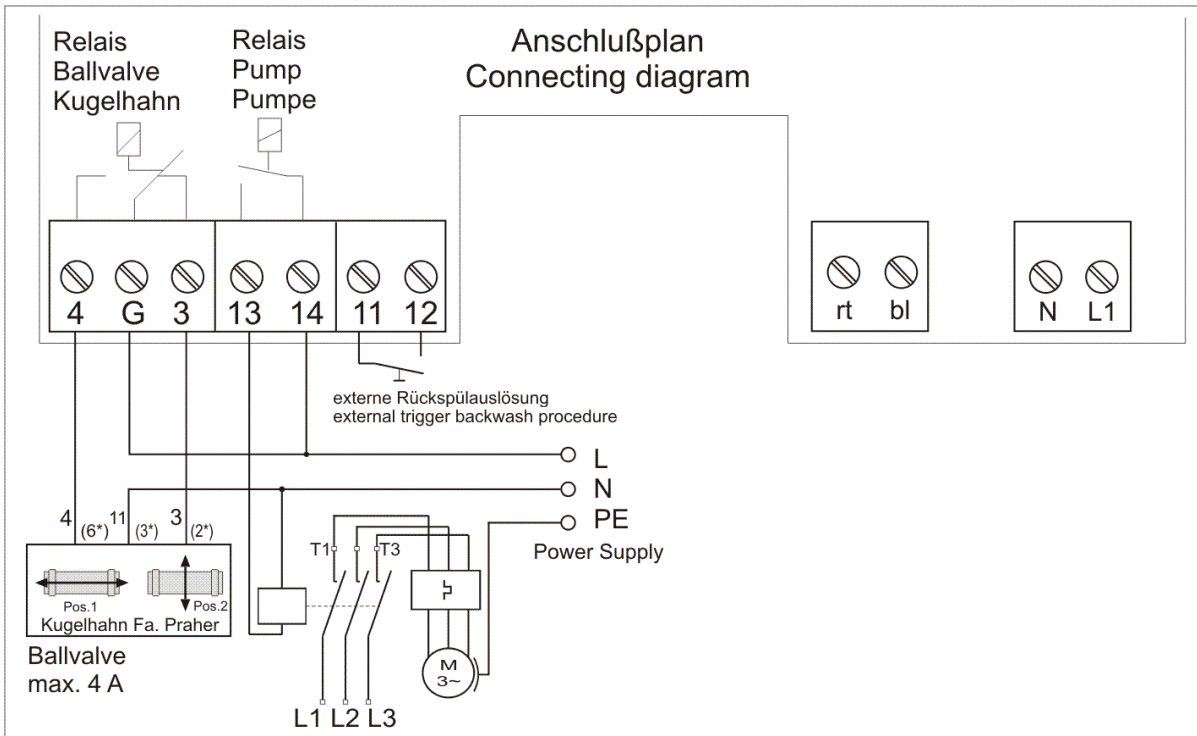 Relais
Ballvalve
Kugelhahn
Relais
Pump
Pumpe
Anschlußplan
Connecting diagram
4 G 3 13 14 11 12
rt bl
N L1
externe Rückspülauslösung
external trigger backwash procedure
L
N
PE
Power Supply
4 (6*) 11 (3*) 3 (2*)
T1 T3
Pos.1 Pos.2
Kugelhahn Fa. Praher
Ballvalve
max. 4 A
M
3~
L1 L2 L3